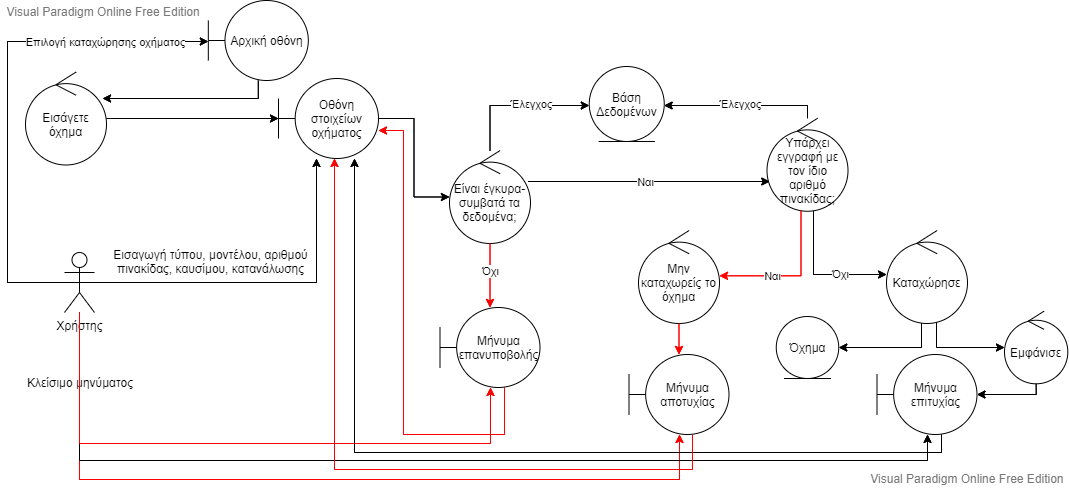 Visual Paradigm Online Free Edition
Επιλογή καταχώρησης οχήματος
Αρχική οθόνη
Εισάγετε
όχημα
Οθόνη
στοιχείων
οχήματος
Έλεγχος
Βάση
Δεδομένων
Έλεγχος
Υπάρχει
εγγραφή με
τον ίδιο
αριθμό
πινακίδας;
Είναι έγκυρα-
συμβατά τα
δεδομένα;
Ναι
Εισαγωγή τύπου, μοντέλου, αριθμού
πινακίδας, καυσίμου, κατανάλωσης
Όχι
Μην
καταχωρείς το
όχημα
Ναι
Όχι
Καταχώρησε
Χρήστης
Μήνυμα
επανυποβολής
Όχημα
Εμφάνισε
Κλείσιμο μηνύματος
Μήνυμα
αποτυχίας
Μήνυμα
επιτυχίας
Visual Paradigm Online Free Edition